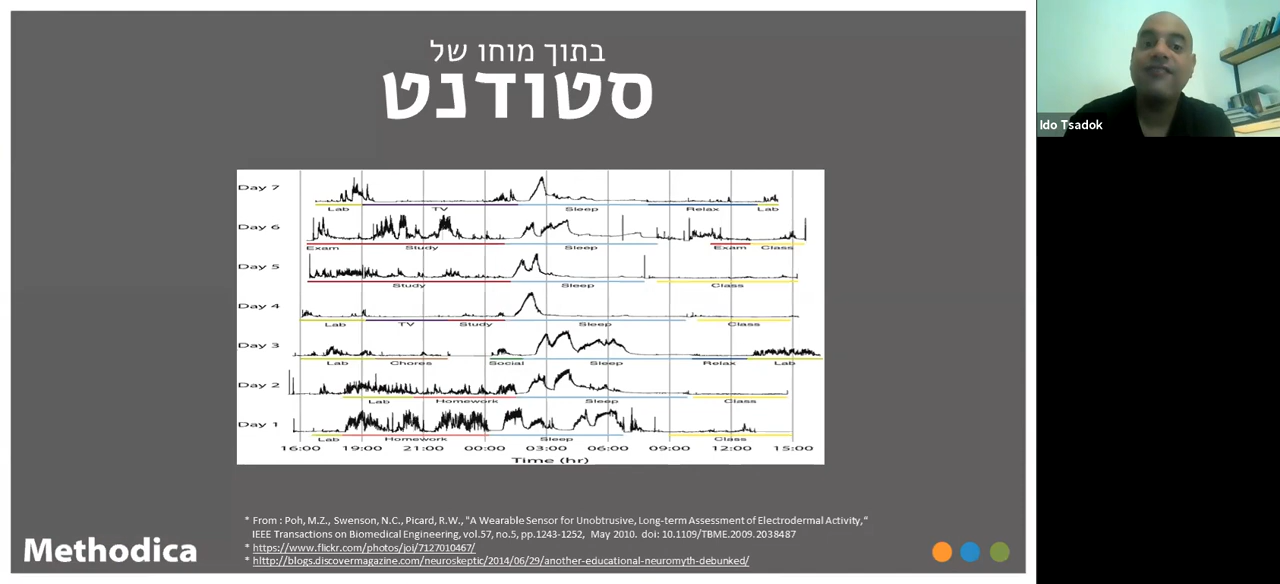 בתוך מוחו של
סטודנט
Ido Tsadok
Day 7
Lab TV Sleep Relax Lab
Day 6
Exam Study Sleep Exam Class
Day 5
Study Sleep Class
Day 4
Lab TV Study Sleep Class
Day 3
Lab Chores Social Sleep Relax Lab
Day 2
Lab Homework Sleep Class
Day 1
Lab Homework Sleep Class
16:00 19:00 21:00 00:00 03:00 06:00 09:00 12:00 15:00
Time (hr)
* From : Poh, M.Z., Swenson, N.C., Picard, R.W., "A Wearable Sensor for Unobtrusive, Long-term Assessment of Electrodermal Activity,"
IEEE Transactions on Biomedical Engineering, vol.57, no.5, pp.1243-1252, May 2010. doi: 10.1109/TBME.2009.2038487
* https://www.flickr.com/photos/joi/7127010467/
* hlttp://blogs.discovermagazine.com/neuroskeptic/2014/06/29/another-educational-neuromyth-debunked/
Methodica